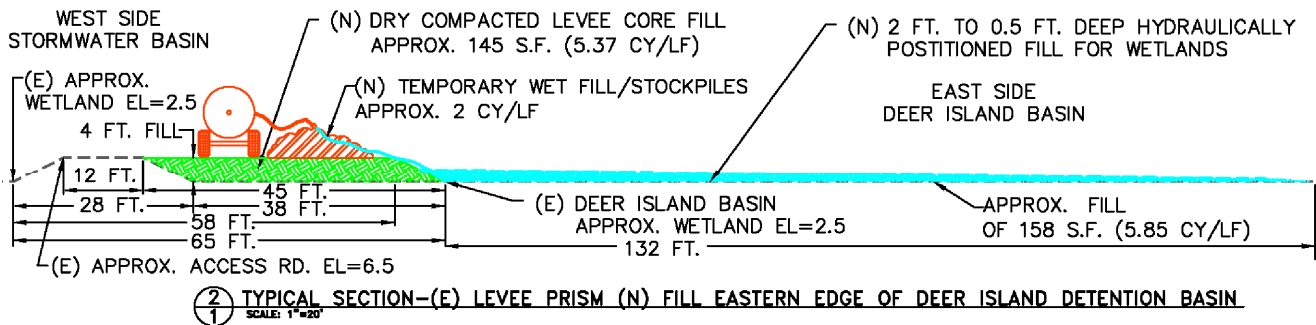 WEST SIDE
STORMWATER BASIN
(N) DRY COMPACTED LEVEE CORE FILL
APPROX. 145 S.F. (5.37 CY/LF)
(N) 2 FT. TO 0.5 FT. DEEP HYDRAULICALLY
POSTITIONED FILL FOR WETLANDS
(E) APPROX.
WETLAND EL=2.5
(N) TEMPORARY WET FILL/STOCKPILES
APPROX. 2 CY/LF
EAST SIDE
DEER ISLAND BASIN
4 FT. FILL
12 FT.
45 FT.
28 FT.
38 FT.
58 FT.
65 FT.
(E) DEER ISLAND BASIN
APPROX. WETLAND EL=2.5
132 FT.
APPROX. FILL
OF 158 S.F. (5.85 CY/LF)
(E) APPROX. ACCESS RD. EL=6.5
2
1
TYPICAL SECTION-(E) LEVEE PRISM (N) FILL EASTERN EDGE OF DEER ISLAND DETENTION BASIN
SCALE: 1"=20'